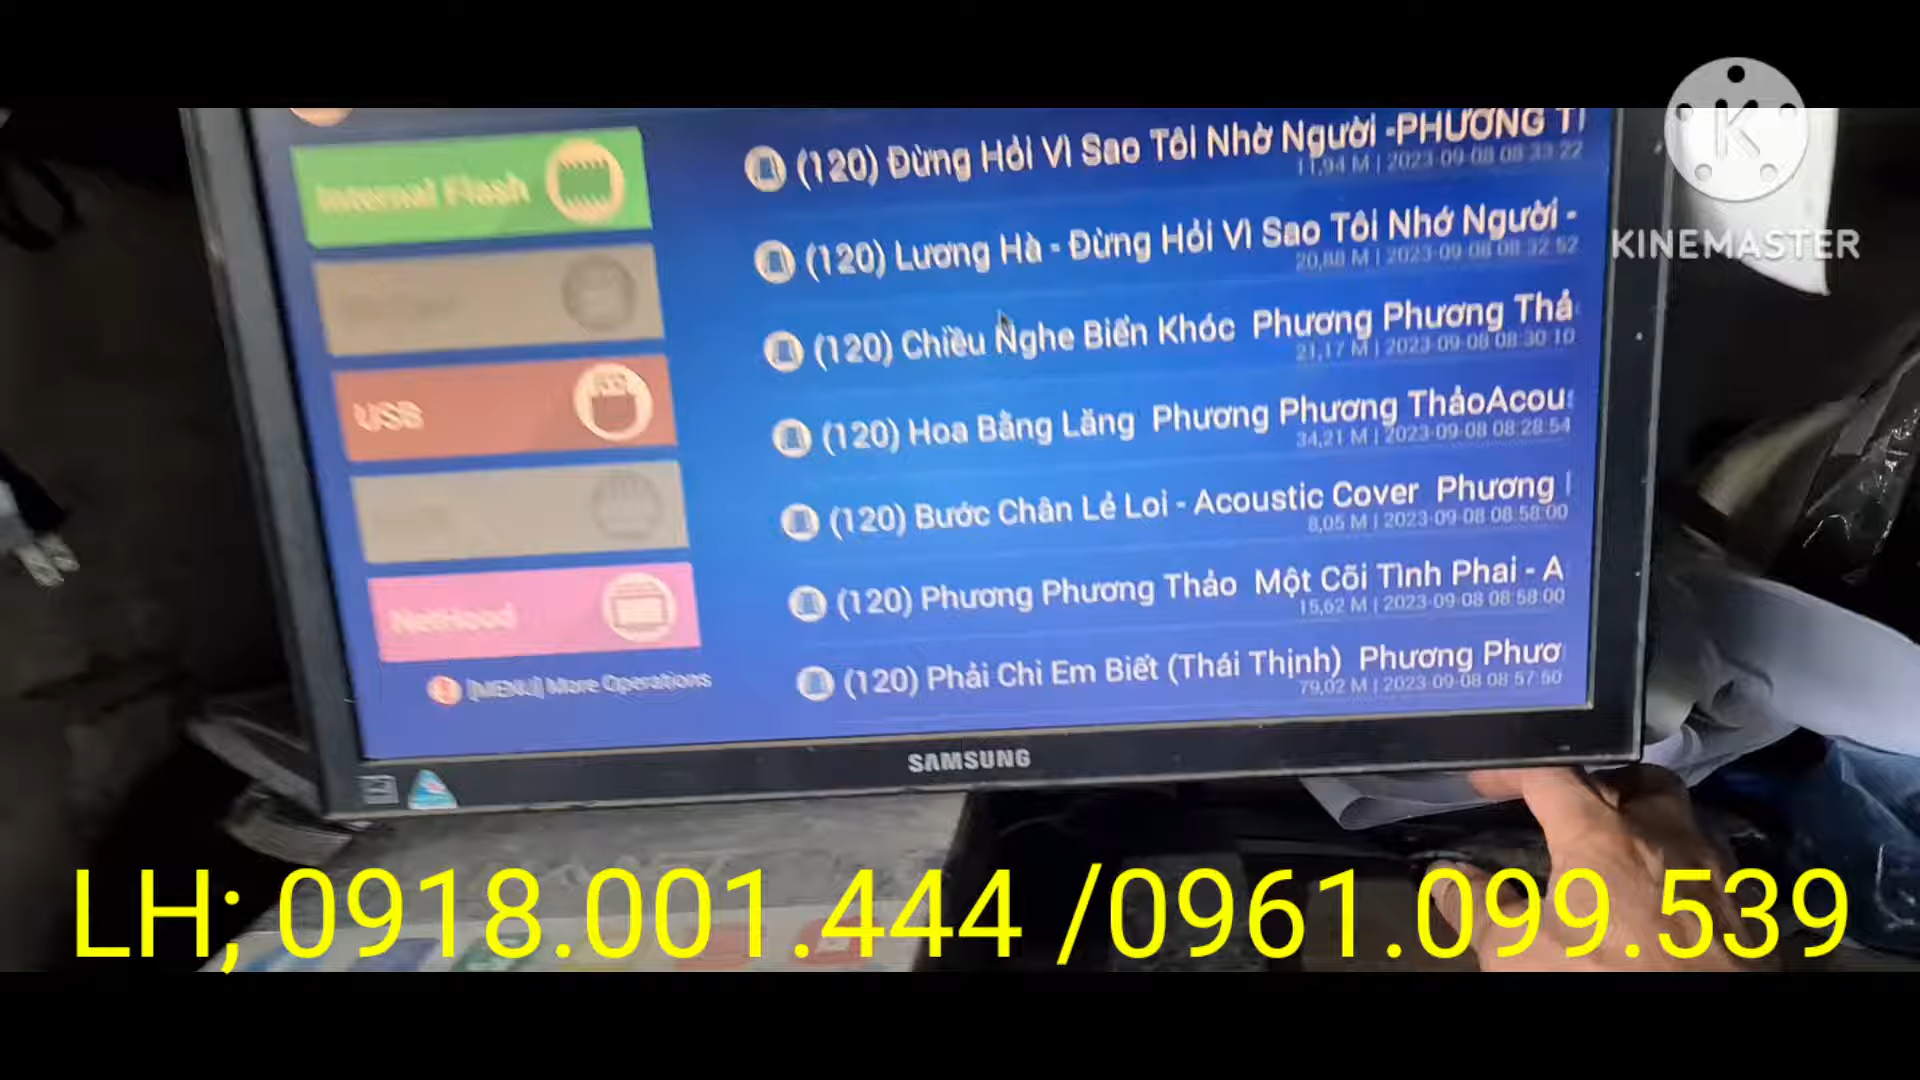 Internal Flash
USB
NetHood
[MENU] More Operations
(120) Đừng Hỏi Vì Sao Tôi Nhờ Người -PHƯƠNG
11,94 M | 2023-09-08 08:33:22
(120) Lương Hà - Đừng Hỏi Vì Sao Tôi Nhớ Người -
20,88 M | 2023-09-08 08:32:52
(120) Chiều Nghe Biển Khóc Phương Phương Thả
21,17 M | 2023-09-08 08:30:10
(120) Hoa Bằng Lăng Phương Phương ThảoAcou
34,21 M | 2023-09-08 08:28:54
(120) Bước Chân Lẻ Loi - Acoustic Cover Phương
8,05 M | 2023-09-08 08:58:00
(120) Phương Phương Thảo Một Cõi Tình Phai - A
15,62 M | 2023-09-08 08:58:00
(120) Phải Chi Em Biết (Thái Thịnh) Phương Phươ
79,02 M | 2023-09-08 08:57:50
SAMSUNG
K
KINEMASTER
LH; 0918.001.444 /0961.099.539